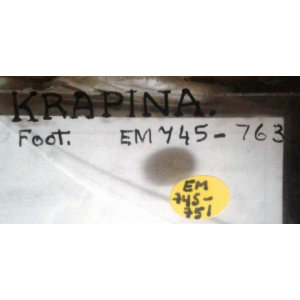 KRAPINA.
Foot. EM 745-763
EM
745-
751